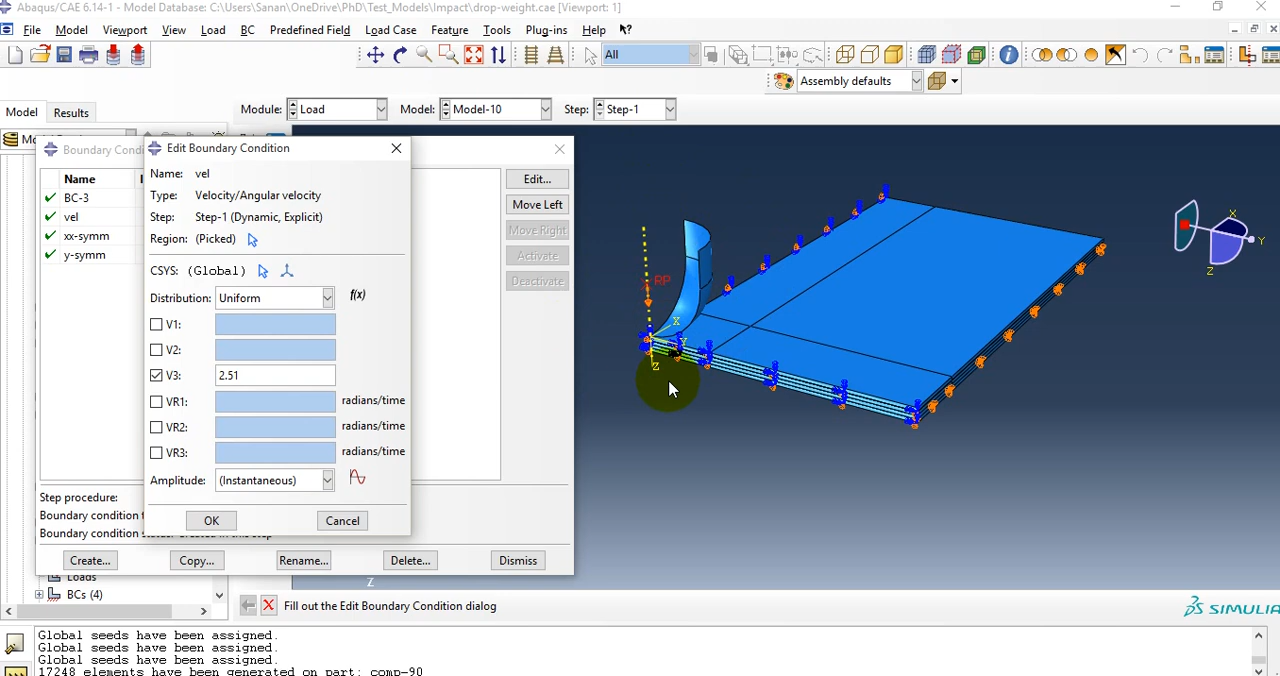 Abaqus/CAE 6.14-1 - Model Database: C:\Users\Sanan\OneDrive\PhD\Test_Models\Impact\drop-weight.cae [Viewport: 1]
File Model Viewport View Load BC Predefined Field Load Case Feature Tools Plug-ins Help
All
Assembly defaults
Model Results Module: Load Model: Model-10 Step: Step-1
Boundary Condi
Edit Boundary Condition
Name
Name: vel
Edit...
BC-3
Type: Velocity/Angular velocity
Move Left
vel
Step: Step-1 (Dynamic, Explicit)
Move Right
xx-symm
Region: (Picked)
Activate
y-symm
CSYS: (Global)
Deactivate
Distribution: Uniform f(x)
V1:
V2:
V3: 2.51
VR1: radians/time
VR2: radians/time
VR3: radians/time
Amplitude: (Instantaneous)
OK Cancel
Step procedure:
Boundary condition
Boundary condition status: Created in this step
Create... Copy... Rename... Delete... Dismiss
Loads
BCs (4)
RP
X
Y
Z
X
Y
Z
Z
Fill out the Edit Boundary Condition dialog
SIMULIA
Global seeds have been assigned.
Global seeds have been assigned.
Global seeds have been assigned.
17248 elements have been generated on part: comp-90